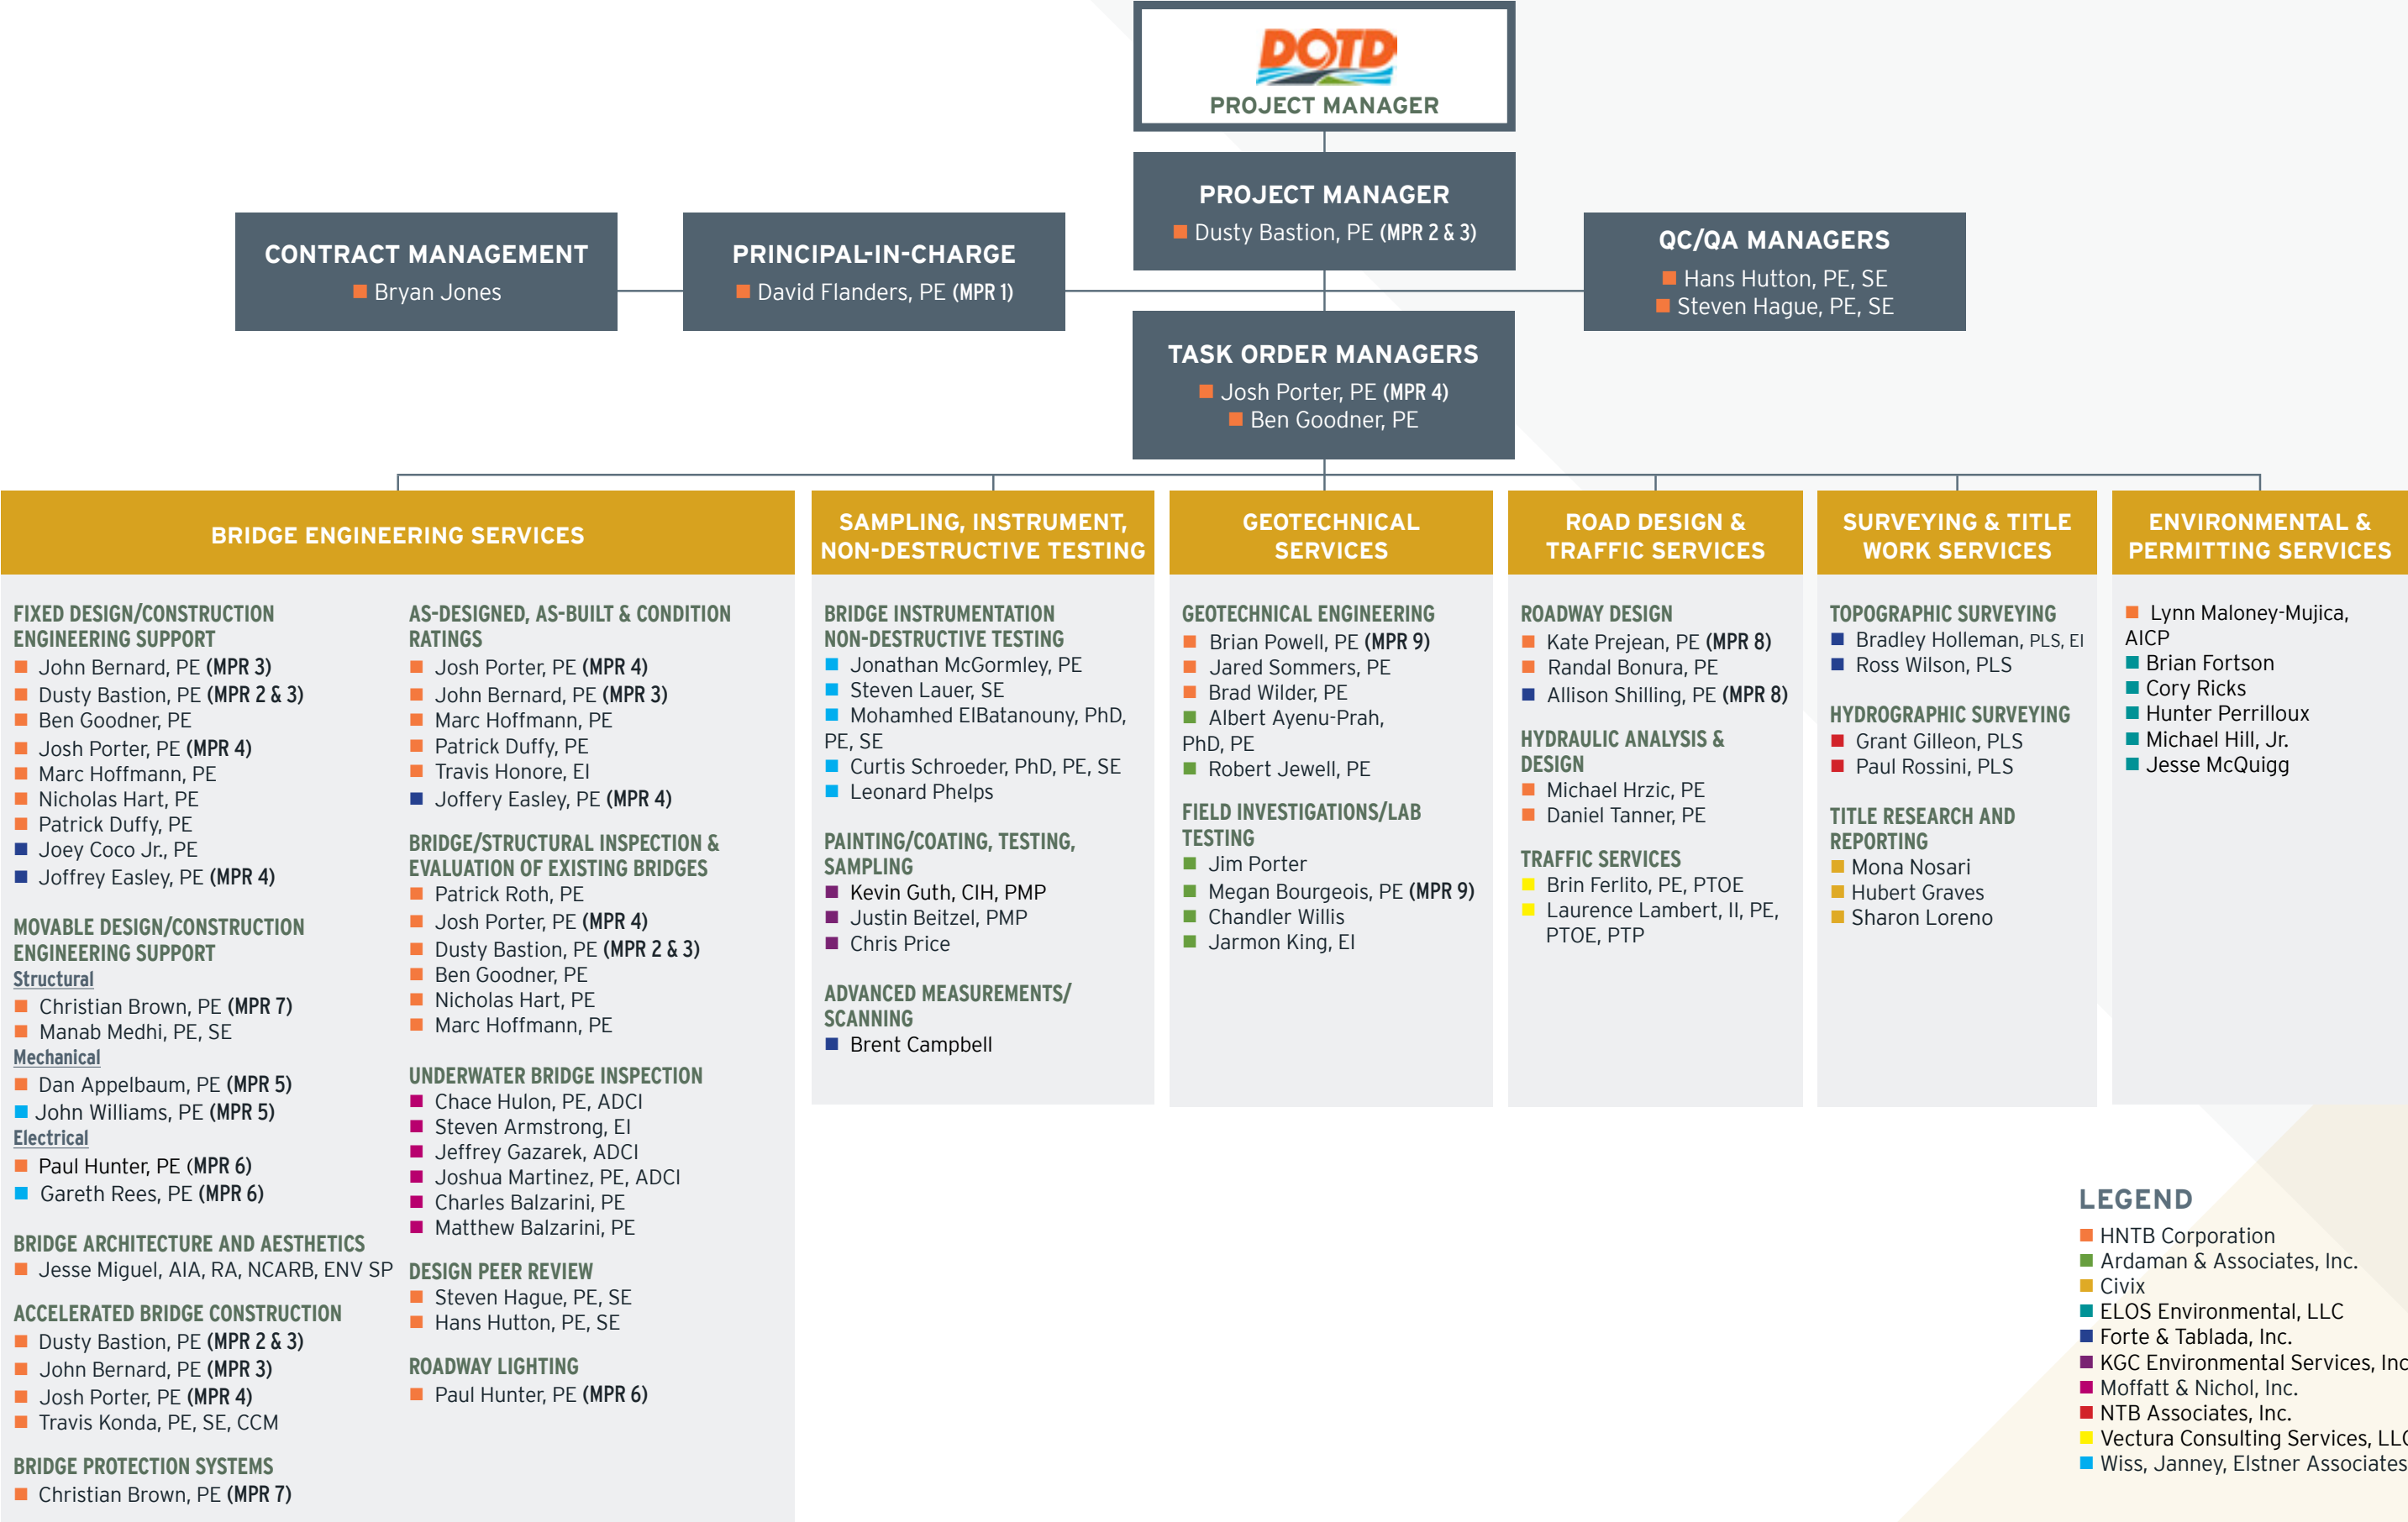 DOTD
PROJECT MANAGER
PROJECT MANAGER
Dusty Bastion, PE (MPR 2 & 3)
CONTRACT MANAGEMENT
Bryan Jones
PRINCIPAL-IN-CHARGE
David Flanders, PE (MPR 1)
QC/QA MANAGERS
Hans Hutton, PE, SE
Steven Hague, PE, SE
TASK ORDER MANAGERS
Josh Porter, PE (MPR 4)
Ben Goodner, PE
BRIDGE ENGINEERING SERVICES
FIXED DESIGN/CONSTRUCTION
ENGINEERING SUPPORT
John Bernard, PE (MPR 3)
Dusty Bastion, PE (MPR 2 & 3)
Ben Goodner, PE
Josh Porter, PE (MPR 4)
Marc Hoffmann, PE
Nicholas Hart, PE
Patrick Duffy, PE
Joey Coco Jr., PE
Joffrey Easley, PE (MPR 4)
MOVABLE DESIGN/CONSTRUCTION
ENGINEERING SUPPORT
Structural
Christian Brown, PE (MPR 7)
Manab Medhi, PE, SE
Mechanical
Dan Appelbaum, PE (MPR 5)
John Williams, PE (MPR 5)
Electrical
Paul Hunter, PE (MPR 6)
Gareth Rees, PE (MPR 6)
BRIDGE ARCHITECTURE AND AESTHETICS
Jesse Miguel, AIA, RA, NCARB, ENV SP
ACCELERATED BRIDGE CONSTRUCTION
Dusty Bastion, PE (MPR 2 & 3)
John Bernard, PE (MPR 3)
Josh Porter, PE (MPR 4)
Travis Konda, PE, SE, CCM
BRIDGE PROTECTION SYSTEMS
Christian Brown, PE (MPR 7)
AS-DESIGNED, AS-BUILT & CONDITION
RATINGS
Josh Porter, PE (MPR 4)
John Bernard, PE (MPR 3)
Marc Hoffmann, PE
Patrick Duffy, PE
Travis Honore, EI
Joffery Easley, PE (MPR 4)
BRIDGE/STRUCTURAL INSPECTION &
EVALUATION OF EXISTING BRIDGES
Patrick Roth, PE
Josh Porter, PE (MPR 4)
Dusty Bastion, PE (MPR 2 & 3)
Ben Goodner, PE
Nicholas Hart, PE
Marc Hoffmann, PE
UNDERWATER BRIDGE INSPECTION
Chace Hulon, PE, ADCI
Steven Armstrong, EI
Jeffrey Gazarek, ADCI
Joshua Martinez, PE, ADCI
Charles Balzarini, PE
Matthew Balzarini, PE
DESIGN PEER REVIEW
Steven Hague, PE, SE
Hans Hutton, PE, SE
ROADWAY LIGHTING
Paul Hunter, PE (MPR 6)
SAMPLING, INSTRUMENT,
NON-DESTRUCTIVE TESTING
BRIDGE INSTRUMENTATION
NON-DESTRUCTIVE TESTING
Jonathan McGormley, PE
Steven Lauer, SE
Mohamhed ElBatanouny, PhD,
PE, SE
Curtis Schroeder, PhD, PE, SE
Leonard Phelps
PAINTING/COATING, TESTING,
SAMPLING
Kevin Guth, CIH, PMP
Justin Beitzel, PMP
Chris Price
ADVANCED MEASUREMENTS/
SCANNING
Brent Campbell
GEOTECHNICAL
SERVICES
GEOTECHNICAL ENGINEERING
Brian Powell, PE (MPR 9)
Jared Sommers, PE
Brad Wilder, PE
Albert Ayenu-Prah,
PhD, PE
Robert Jewell, PE
FIELD INVESTIGATIONS/LAB
TESTING
Jim Porter
Megan Bourgeois, PE (MPR 9)
Chandler Willis
Jarmon King, EI
ROAD DESIGN &
TRAFFIC SERVICES
ROADWAY DESIGN
Kate Prejean, PE (MPR 8)
Randal Bonura, PE
Allison Shilling, PE (MPR 8)
HYDRAULIC ANALYSIS &
DESIGN
Michael Hrzic, PE
Daniel Tanner, PE
TRAFFIC SERVICES
Brin Ferlito, PE, PTOE
Laurence Lambert, II, PE,
PTOE, PTP
SURVEYING & TITLE
WORK SERVICES
TOPOGRAPHIC SURVEYING
Bradley Holleman, PLS, EI
Ross Wilson, PLS
HYDROGRAPHIC SURVEYING
Grant Gilleon, PLS
Paul Rossini, PLS
TITLE RESEARCH AND
REPORTING
Mona Nosari
Hubert Graves
Sharon Loreno
ENVIRONMENTAL &
PERMITTING SERVICES
Lynn Maloney-Mujica,
AICP
Brian Fortson
Cory Ricks
Hunter Perrilloux
Michael Hill, Jr.
Jesse McQuigg
LEGEND
HNTB Corporation
Ardaman & Associates, Inc.
Civix
ELOS Environmental, LLC
Forte & Tablada, Inc.
KGC Environmental Services, Inc
Moffatt & Nichol, Inc.
NTB Associates, Inc.
Vectura Consulting Services, LLC
Wiss, Janney, Elstner Associates